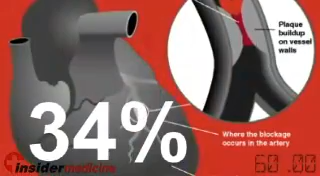 Plaque
buildup
on vessel
walls
34%
Where the blockage
occurs in the artery
insidermedicine
60 .00